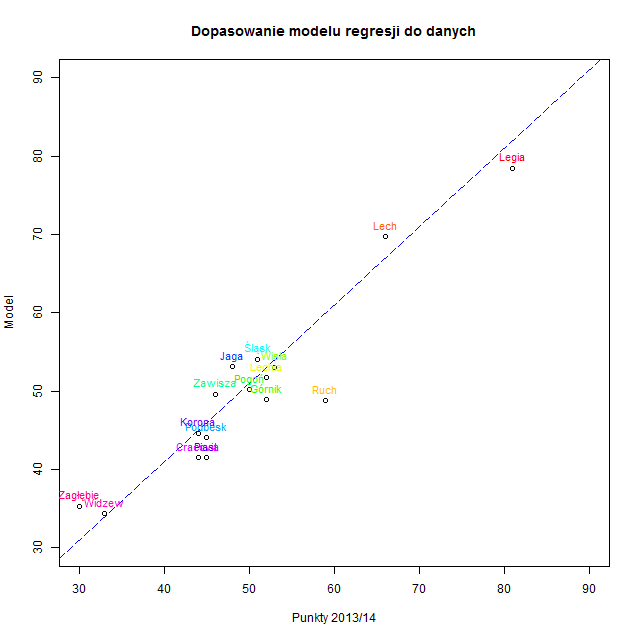 Dopasowanie modelu regresji do danych
90
80
70
60
50
40
30
Model
Legia
Lech
Śląsk
Wisła
Jaga
Lechia
Pogoń
Zawisza
Górnik
Ruch
Korona
Podbesk
Cracovia
Piast
Zagłębie
Widzew
30 40 50 60 70 80 90
Punkty 2013/14